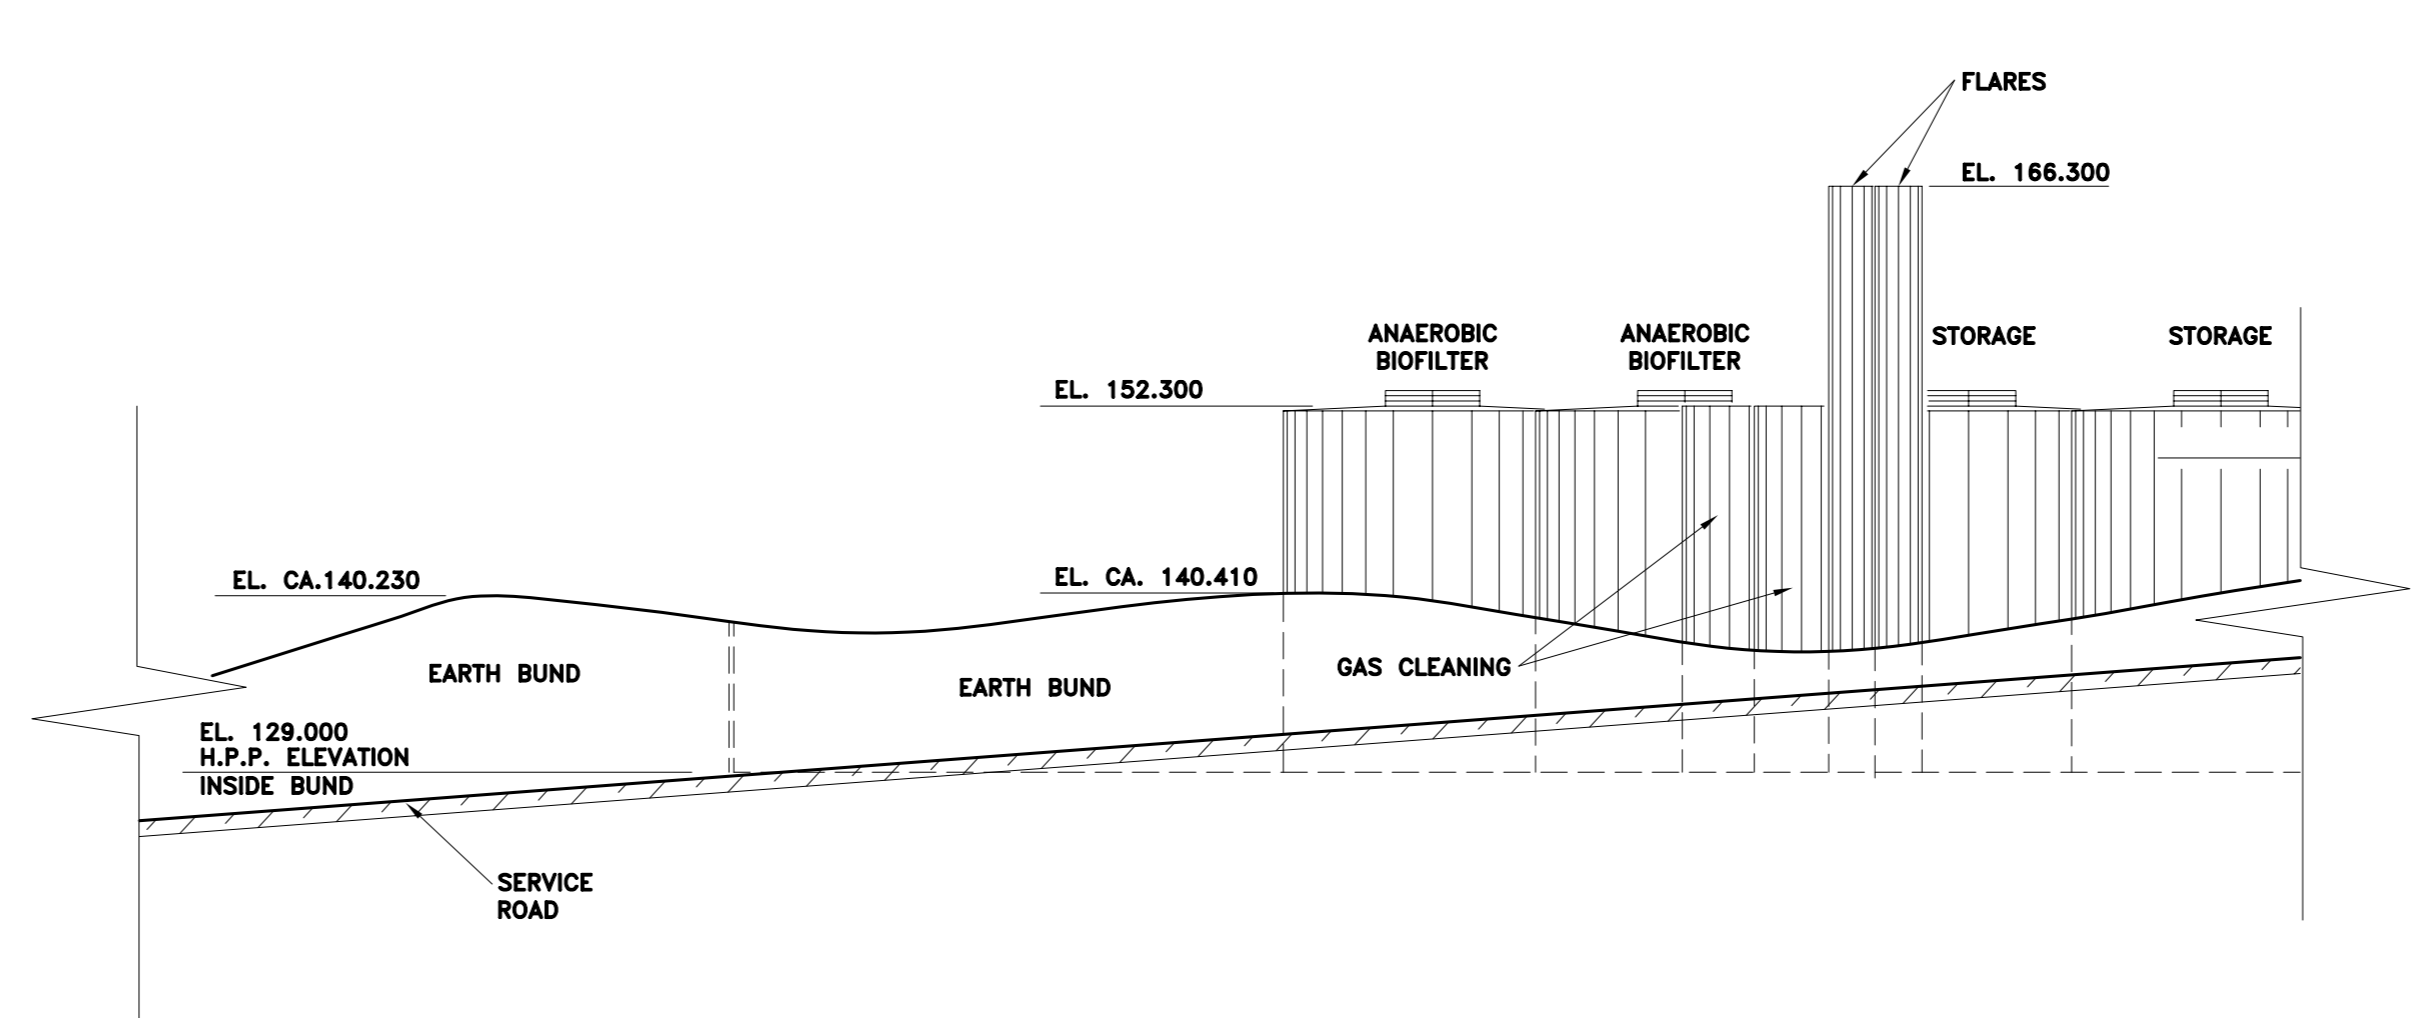 FLARES
EL. 166.300
ANAEROBIC
BIOFILTER
ANAEROBIC
BIOFILTER
STORAGE
STORAGE
EL. 152.300
EL. CA.140.230
EL. CA. 140.410
EARTH BUND
EARTH BUND
GAS CLEANING
EL. 129.000
H.P.P. ELEVATION
INSIDE BUND
SERVICE
ROAD